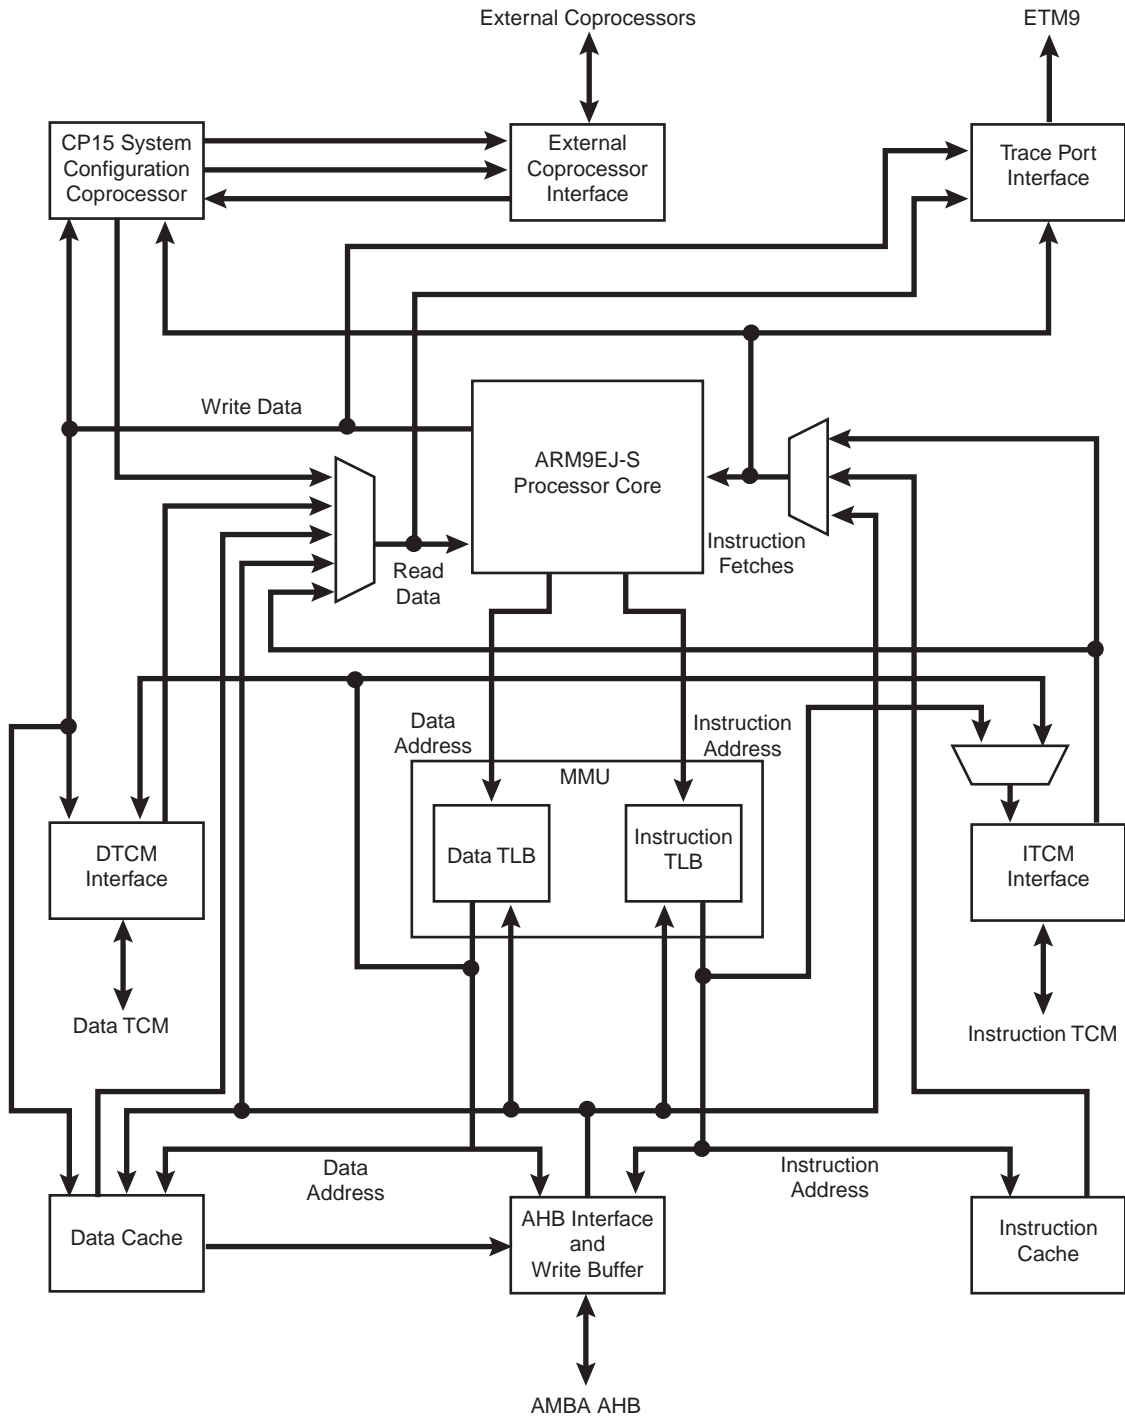 External Coprocessors
ETM9
CP15 System
Configuration
Coprocessor
External
Coprocessor
Interface
Trace Port
Interface
Write Data
ARM9EJ-S
Processor Core
Instruction
Fetches
Read
Data
Data
Address
Instruction
Address
MMU
DTCM
Interface
Data TLB
Instruction
TLB
ITCM
Interface
Data TCM
Instruction TCM
Data
Address
Instruction
Address
Data Cache
AHB Interface
and
Write Buffer
Instruction
Cache
AMBA AHB